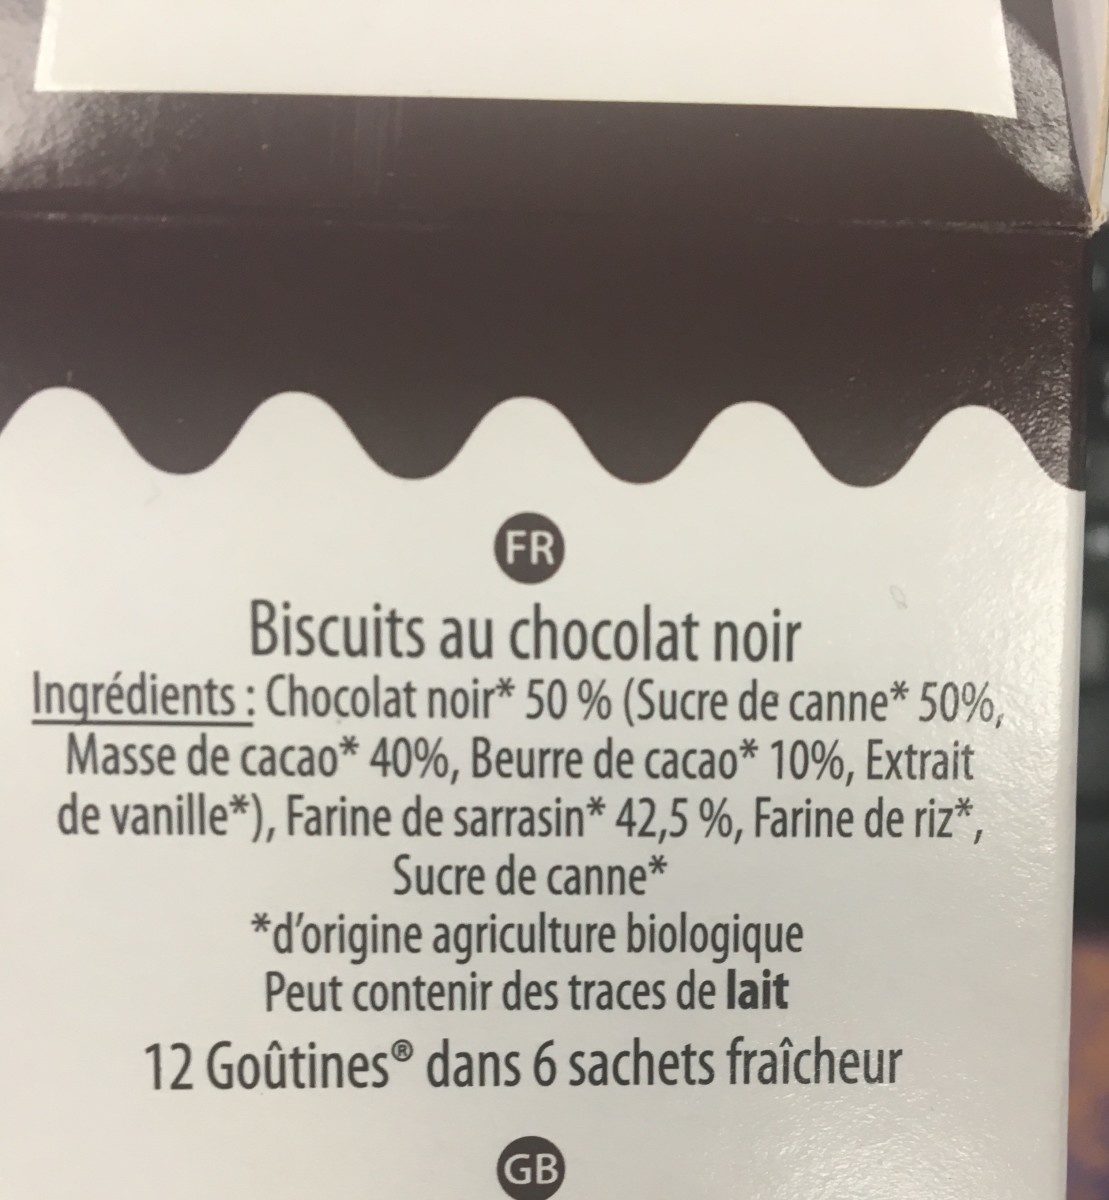 FR
Biscuits au chocolat noir
Ingrédients : Chocolat noir* 50 % (Sucre de canne* 50%,
Masse de cacao* 40%, Beurre de cacao* 10%, Extrait
de vanille*), Farine de sarrasin* 42,5 %, Farine de riz*,
Sucre de canne*
*d'origine agriculture biologique
Peut contenir des traces de lait
12 Goûtines® dans 6 sachets fraîcheur
GB